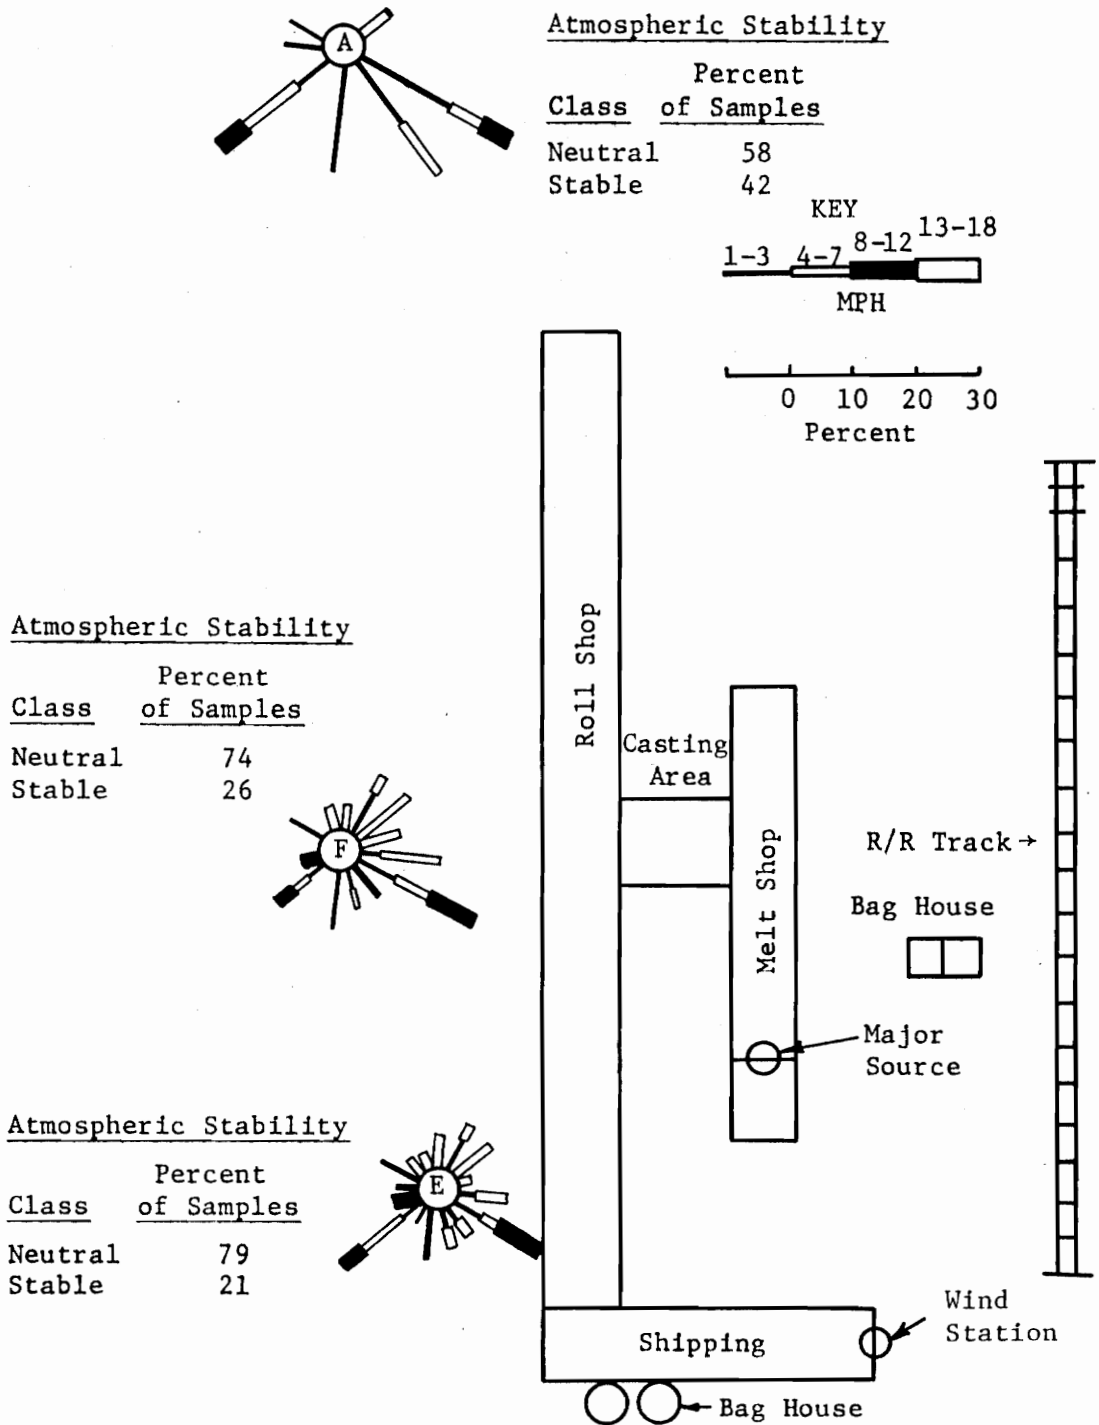 A
Atmospheric Stability
Percent
Class of Samples
Neutral 58
Stable 42
KEY
1-3 4-7 8-12 13-18
MPH
0 10 20 30
Percent
Roll Shop
Atmospheric Stability
Percent
Class of Samples
Neutral 74
Stable 26
F
Casting
Area
Melt Shop
R/R Track→
Bag House
Major
Source
Atmospheric Stability
Percent
Class of Samples
Neutral 79
Stable 21
E
Wind
Station
Shipping
Bag House